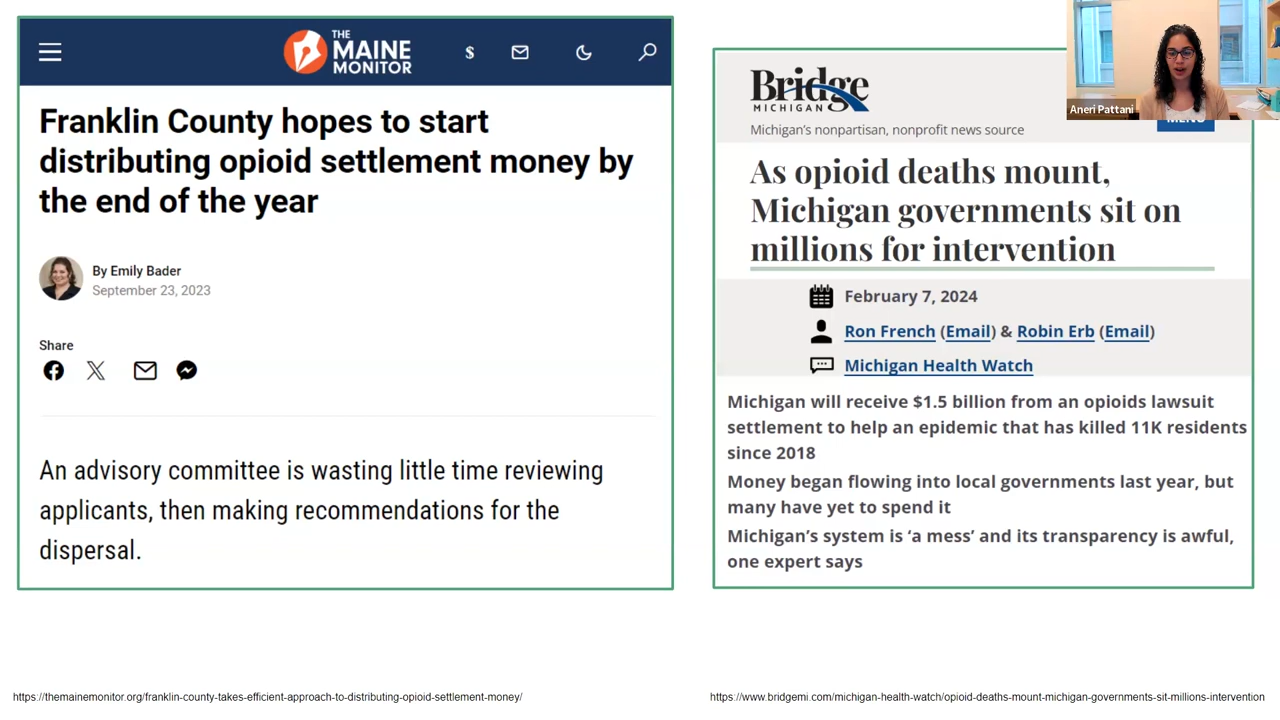 THE
MAINE
MONITOR
$
Franklin County hopes to start
distributing opioid settlement money by
the end of the year
By Emily Bader
September 23, 2023
Share
An advisory committee is wasting little time reviewing
applicants, then making recommendations for the
dispersal.
https://themainemonitor.org/franklin-county-takes-efficient-approach-to-distributing-opioid-settlement-money/
Aneri Pattani
Bridge
MICHIGAN
Michigan's nonpartisan, nonprofit news source
MENU
As opioid deaths mount,
Michigan governments sit on
millions for intervention
February 7, 2024
Ron French (Email) & Robin Erb (Email)
Michigan Health Watch
Michigan will receive $1.5 billion from an opioids lawsuit
settlement to help an epidemic that has killed 11K residents
since 2018
Money began flowing into local governments last year, but
many have yet to spend it
Michigan's system is ‘a mess’ and its transparency is awful,
one expert says
https://www.bridgemi.com/michigan-health-watch/opioid-deaths-mount-michigan-governments-sit-millions-intervention